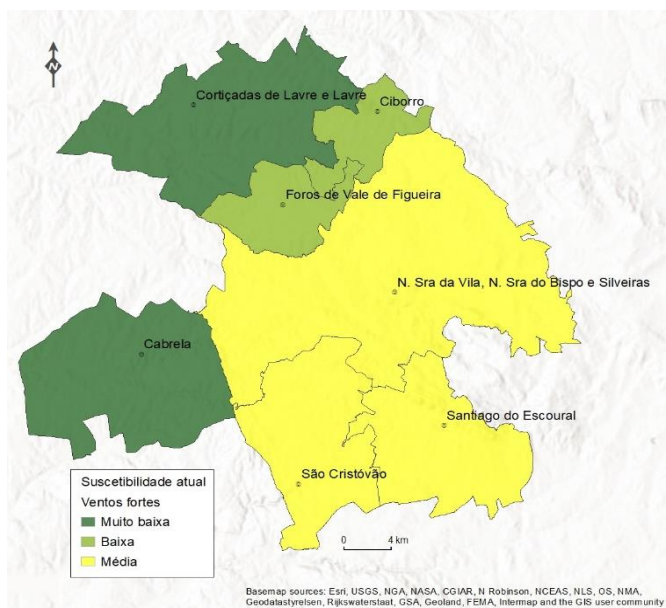 N
Cortiçadas de Lavre e Lavre
Ciborro
Foros de Vale de Figueira
N. Sra da Vila, N. Sra do Bispo e Silveiras
Cabrela
Santiago do Escoural
São Cristóvão
Suscetibilidade atual
Ventos fortes
Muito baixa
Baixa
Média
0 4 km
Basemap sources: Esri, USGS, NGA, NASA, CGIAR, N Robinson, NCEAS, NLS, OS, NMA,
Geodatastyrelsen, Rijkswaterstaat, GSA, Geoland, FEMA, Intermap and the GIS user community